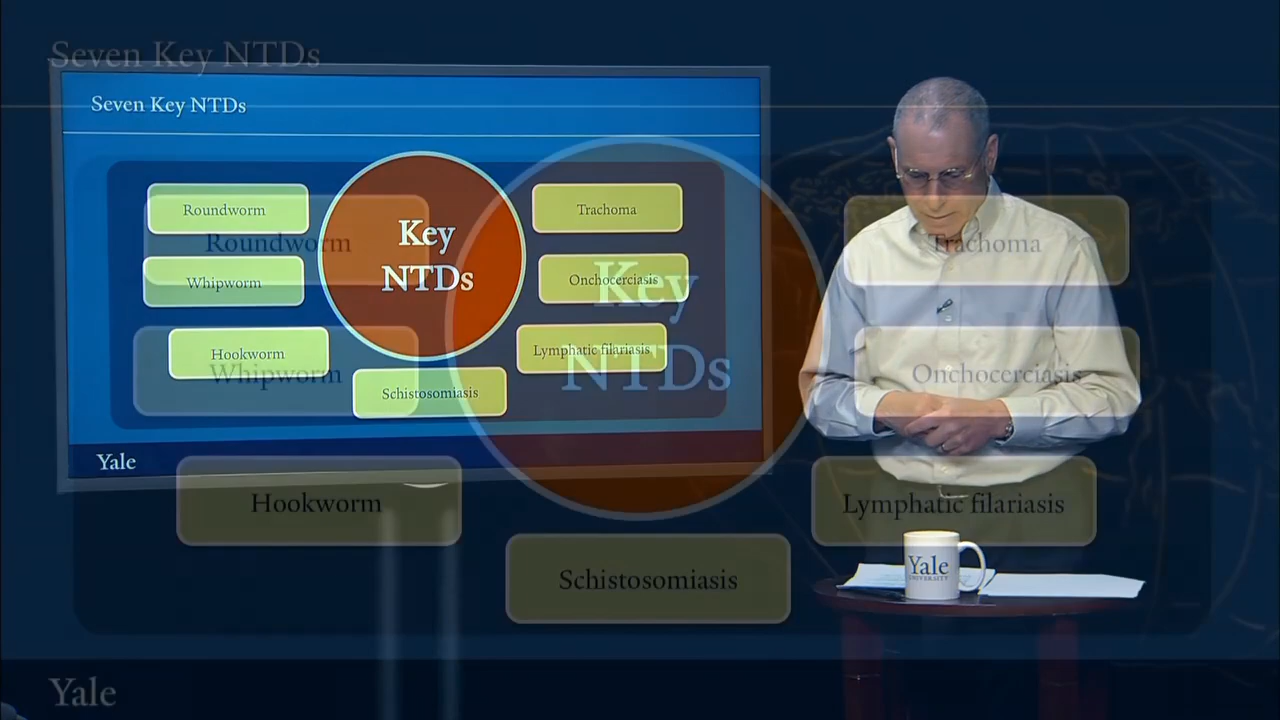 Seven Key NTDs
Seven Key NTDs
Roundworm
Key
NTDs
Trachoma
Whipworm
Onchocerciasis
Hookworm
Lymphatic filariasis
Schistosomiasis
Yale
Roundworm
Key
NTDs
Trachoma
Whipworm
Onchocerciasis
Hookworm
Lymphatic filariasis
Schistosomiasis
Yale
UNIVERSITY
Yale